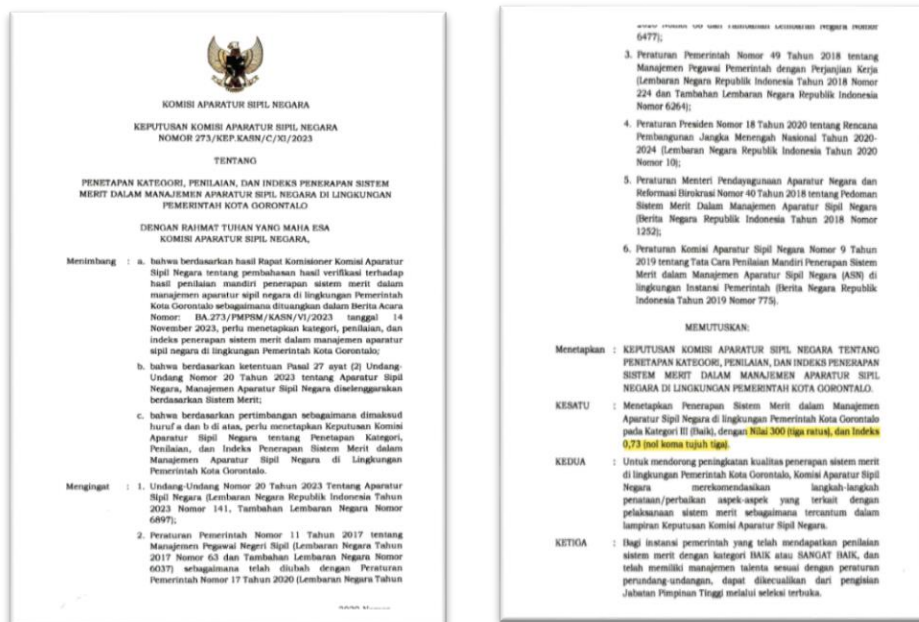 KOMISI APARATUR SIPIL NEGARA
KEPUTUSAN KOMISI APARATUR SIPIL NEGARA
NOMOR 273/KEP.KASN/C/XI/2023
TENTANG
PENETAPAN KATEGORI, PENILAIAN, DAN INDEKS PENERAPAN SISTEM
MERIT DALAM MANAJEMEN APARATUR SIPIL NEGARA DI LINGKUNGAN
PEMERINTAH KOTA GORONTALO
DENGAN RAHMAT TUHAN YANG MAHA ESA
KOMISI APARATUR SIPIL NEGARA,
Menimbang : a. bahwa berdasarkan hasil Rapat Komisioner Komisi Aparatur
Sipil Negara tentang pembahasan hasil verifikasi terhadap
hasil penilaian mandiri penerapan sistem merit dalam
manajemen aparatur sipil negara di lingkungan Pemerintah
Kota Gorontalo sebagaimana dituangkan dalam Berita Acara
Nomor: BA.273/PMPSM/KASN/VI/2023 tanggal 14
November 2023, perlu menetapkan kategori, penilaian, dan
indeks penerapan sistem merit dalam manajemen aparatur
sipil negara di lingkungan Pemerintah Kota Gorontalo;
b. bahwa berdasarkan ketentuan Pasal 27 ayat (2) Undang-
Undang Nomor 20 Tahun 2023 tentang Aparatur Sipil
Negara, Manajemen Aparatur Sipil Negara diselenggarakan
berdasarkan Sistem Merit;
c. bahwa berdasarkan pertimbangan sebagaimana dimaksud
huruf a dan b di atas, perlu menetapkan Keputusan Komisi
Aparatur Sipil Negara tentang Penetapan Kategori,
Penilaian, dan Indeks Penerapan Sistem Merit dalam
Manajemen Aparatur Sipil Negara di Lingkungan
Pemerintah Kota Gorontalo.
Mengingat : 1. Undang-Undang Nomor 20 Tahun 2023 Tentang Aparatur
Sipil Negara (Lembaran Negara Republik Indonesia Tahun
2023 Nomor 141, Tambahan Lembaran Negara Nomor
6897);
2. Peraturan Pemerintah Nomor 11 Tahun 2017 tentang
Manajemen Pegawai Negeri Sipil (Lembaran Negara Tahun
2017 Nomor 63 dan Tambahan Lembaran Negara Nomor
6037) sebagaimana telah diubah dengan Peraturan
Pemerintah Nomor 17 Tahun 2020 (Lembaran Negara Tahun
6477);
3. Peraturan Pemerintah Nomor 49 Tahun 2018 tentang
Manajemen Pegawai Pemerintah dengan Perjanjian Kerja
(Lembaran Negara Republik Indonesia Tahun 2018 Nomor
224 dan Tambahan Lembaran Negara Republik Indonesia
Nomor 6264);
4. Peraturan Presiden Nomor 18 Tahun 2020 tentang Rencana
Pembangunan Jangka Menengah Nasional Tahun 2020-
2024 (Lembaran Negara Republik Indonesia Tahun 2020
Nomor 10);
5. Peraturan Menteri Pendayagunaan Aparatur Negara dan
Reformasi Birokrasi Nomor 40 Tahun 2018 tentang Pedoman
Sistem Merit Dalam Manajemen Aparatur Sipil Negara
(Berita Negara Republik Indonesia Tahun 2018 Nomor
1252);
6. Peraturan Komisi Aparatur Sipil Negara Nomor 9 Tahun
2019 tentang Tata Cara Penilaian Mandiri Penerapan Sistem
Merit dalam Manajemen Aparatur Sipil Negara (ASN) di
lingkungan Instansi Pemerintah (Berita Negara Republik
Indonesia Tahun 2019 Nomor 775).
MEMUTUSKAN:
Menetapkan : KEPUTUSAN KOMISI APARATUR SIPIL NEGARA TENTANG
PENETAPAN KATEGORI, PENILAIAN, DAN INDEKS PENERAPAN
SISTEM MERIT DALAM MANAJEMEN APARATUR SIPIL
NEGARA DI LINGKUNGAN PEMERINTAH KOTA GORONTALO.
KESATU : Menetapkan Penerapan Sistem Merit dalam Manajemen
Aparatur Sipil Negara di lingkungan Pemerintah Kota Gorontalo
pada Kategori III (Baik), dengan Nilai 300 (tiga ratus), dan Indeks
0,73 (nol koma tujuh tiga).
KEDUA : Untuk mendorong peningkatan kualitas penerapan sistem merit
di lingkungan Pemerintah Kota Gorontalo, Komisi Aparatur Sipil
Negara merekomendasikan langkah-langkah
penataan/perbaikan aspek-aspek yang terkait dengan
pelaksanaan sistem merit sebagaimana tercantum dalam
lampiran Keputusan Komisi Aparatur Sipil Negara.
KETIGA : Bagi instansi pemerintah yang telah mendapatkan penilaian
sistem merit dengan kategori BAIK atau SANGAT BAIK, dan
telah memiliki manajemen talenta sesuai dengan peraturan
perundang-undangan, dapat dikecualikan dari pengisian
Jabatan Pimpinan Tinggi melalui seleksi terbuka.